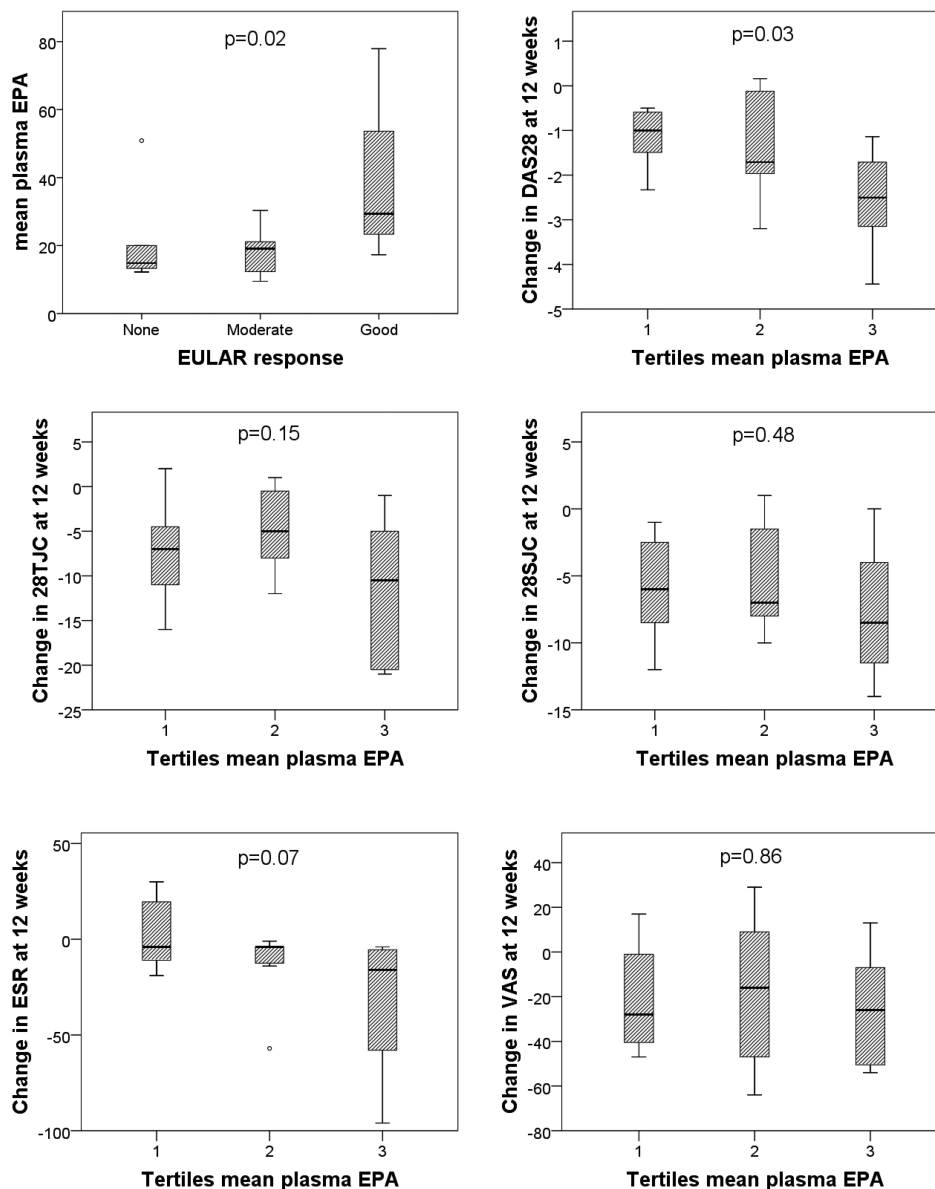 mean plasma EPA
80
60
40
20
0
p=0.02
None Moderate Good
EULAR response
Change in DAS28 at 12 weeks
1
0
-1
-2
-3
-4
-5
p=0.03
1 2 3
Tertiles mean plasma EPA
Change in 28TJC at 12 weeks
5
0
-5
-10
-15
-20
-25
p=0.15
1 2 3
Tertiles mean plasma EPA
Change in 28SJC at 12 weeks
5
0
-5
-10
-15
p=0.48
1 2 3
Tertiles mean plasma EPA
Change in ESR at 12 weeks
50
0
-50
-100
p=0.07
1 2 3
Tertiles mean plasma EPA
Change in VAS at 12 weeks
40
20
0
-20
-40
-60
-80
p=0.86
1 2 3
Tertiles mean plasma EPA